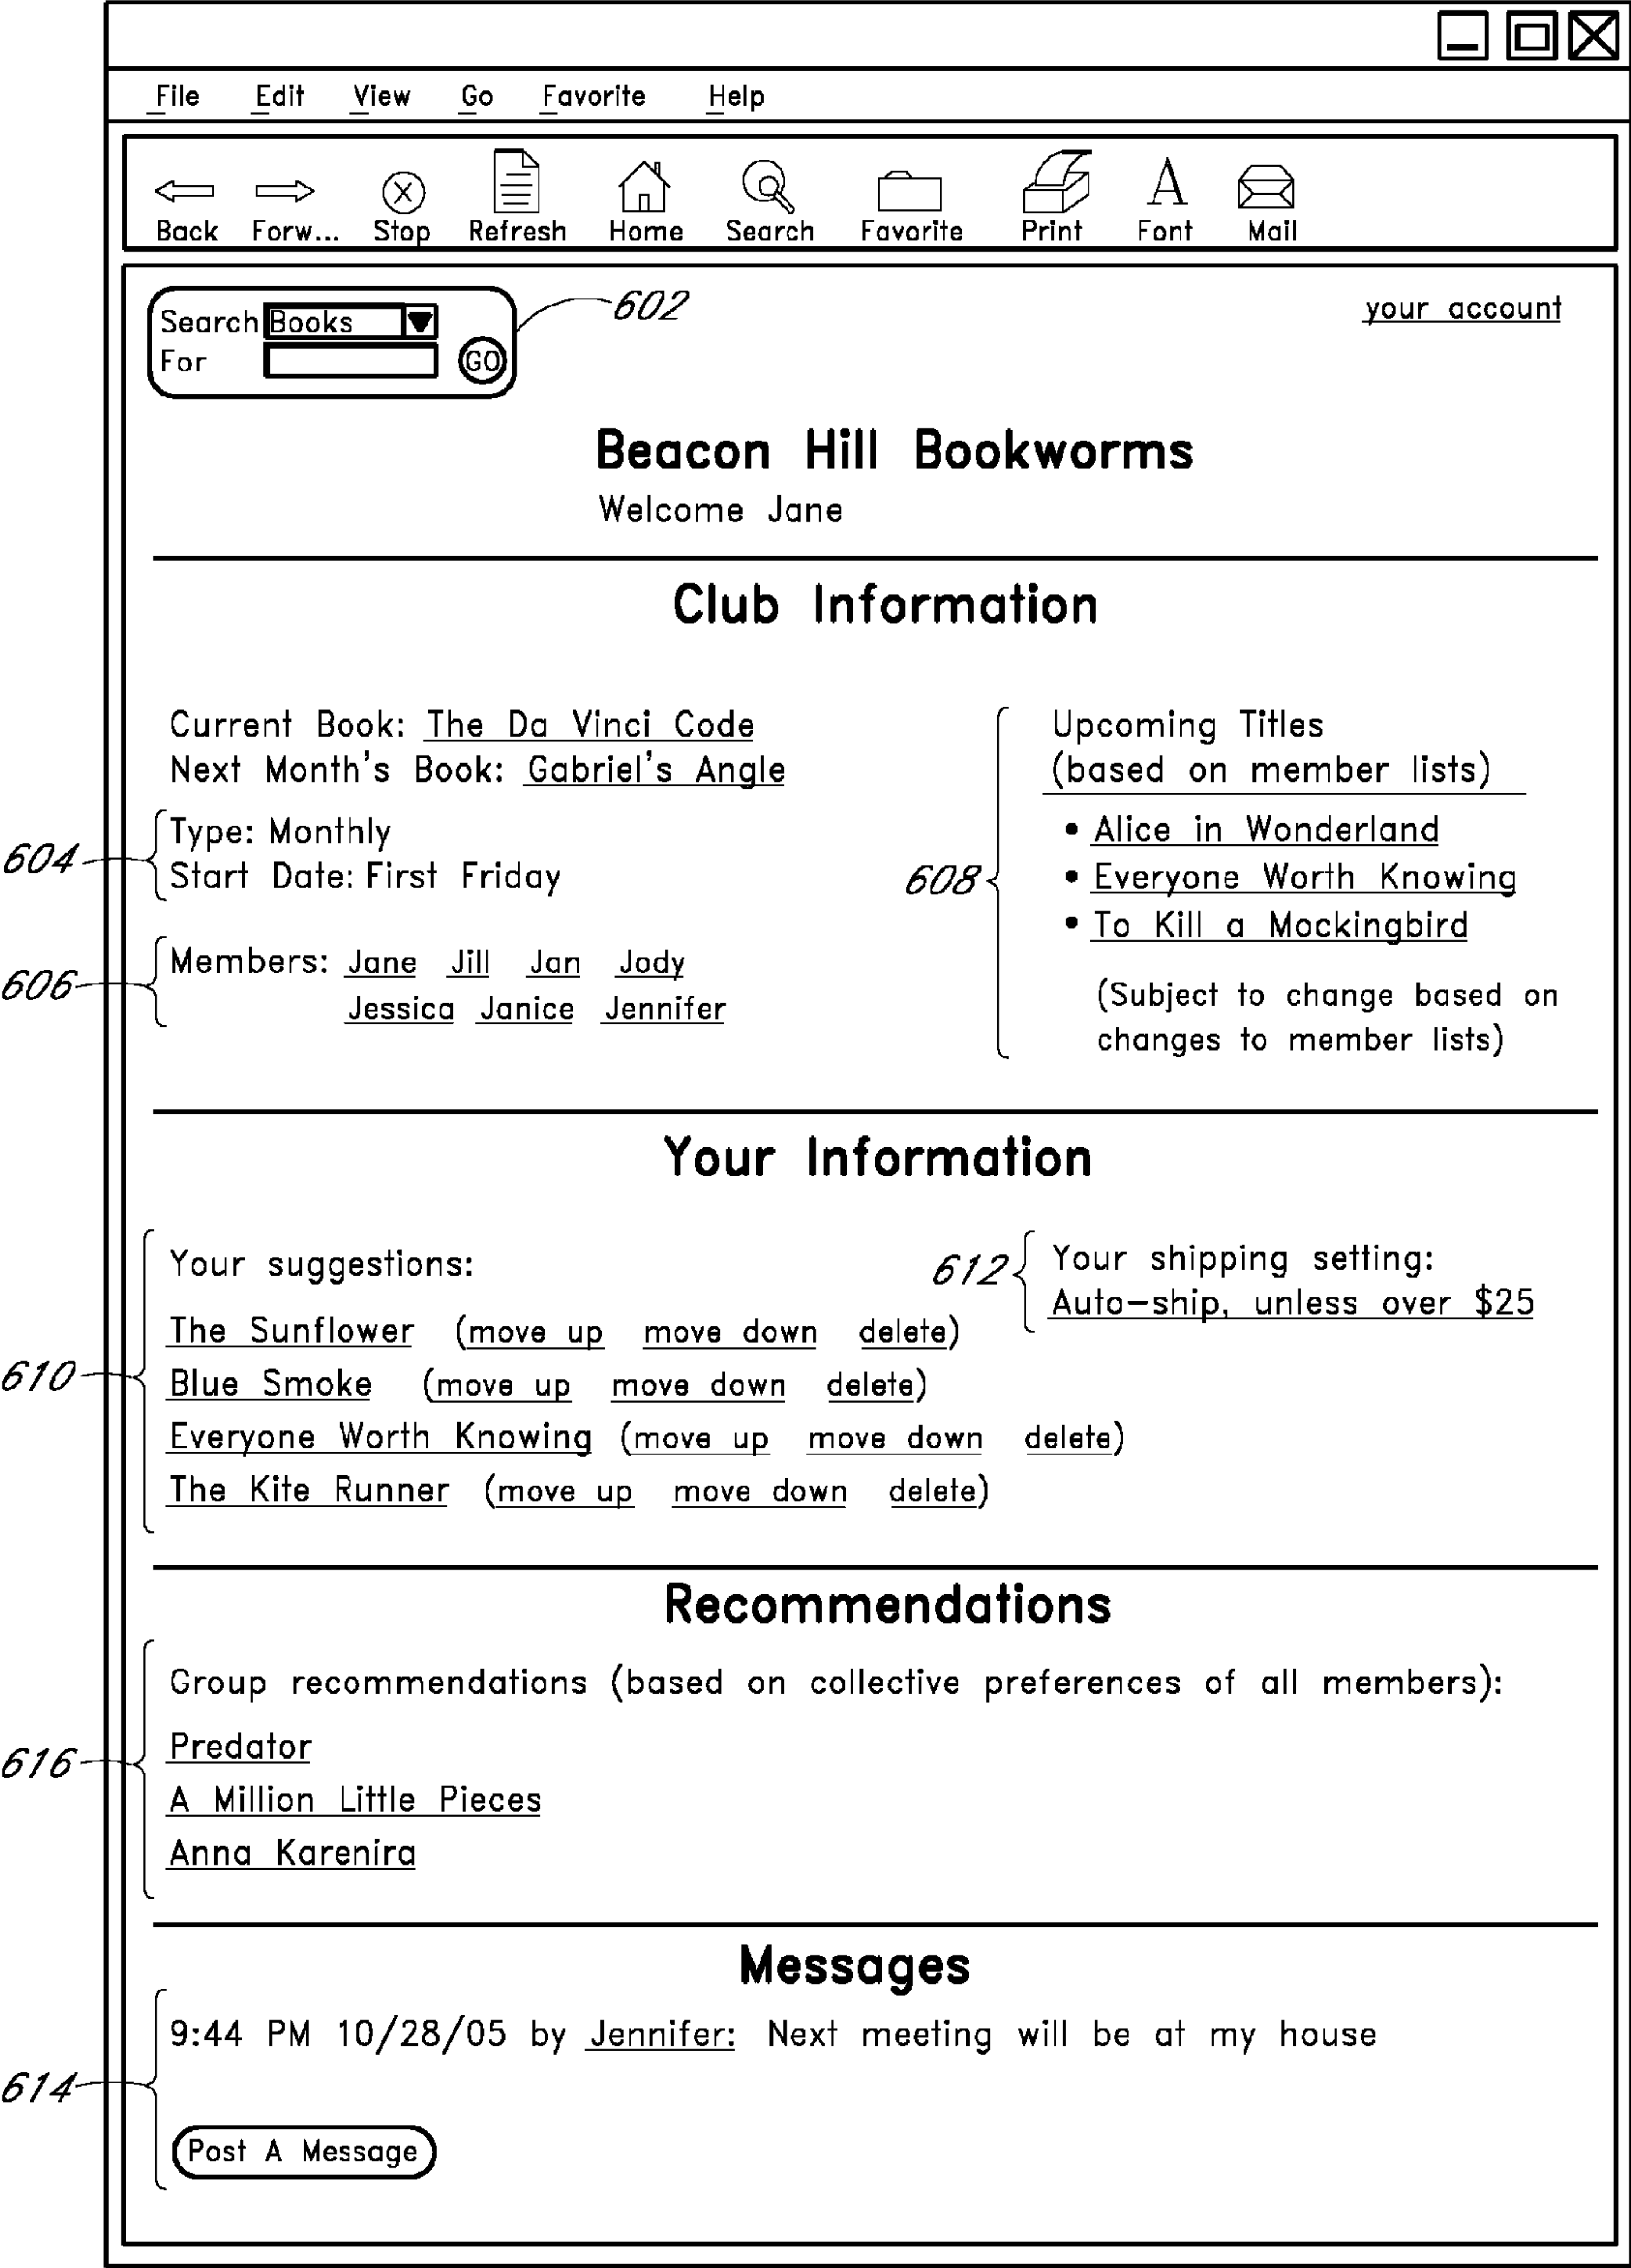 File Edit View Go Favorite Help
Back Forw... Stop Refresh Home Search Favorite Print Font Mail
Search Books 602 your account
For GO
Beacon Hill Bookworms
Welcome Jane
Club Information
Current Book: The Da Vinci Code
Next Month's Book: Gabriel's Angle
604 Type: Monthly
Start Date: First Friday
606 Members: Jane Jill Jan Jody
Jessica Janice Jennifer
608 Upcoming Titles
(based on member lists)
• Alice in Wonderland
• Everyone Worth Knowing
• To Kill a Mockingbird
(Subject to change based on
changes to member lists)
Your Information
610 Your suggestions:
The Sunflower (move up move down delete)
Blue Smoke (move up move down delete)
Everyone Worth Knowing (move up move down delete)
The Kite Runner (move up move down delete)
612 Your shipping setting:
Auto-ship, unless over $25
Recommendations
616 Group recommendations (based on collective preferences of all members):
Predator
A Million Little Pieces
Anna Karenira
Messages
614 9:44 PM 10/28/05 by Jennifer: Next meeting will be at my house
Post A Message